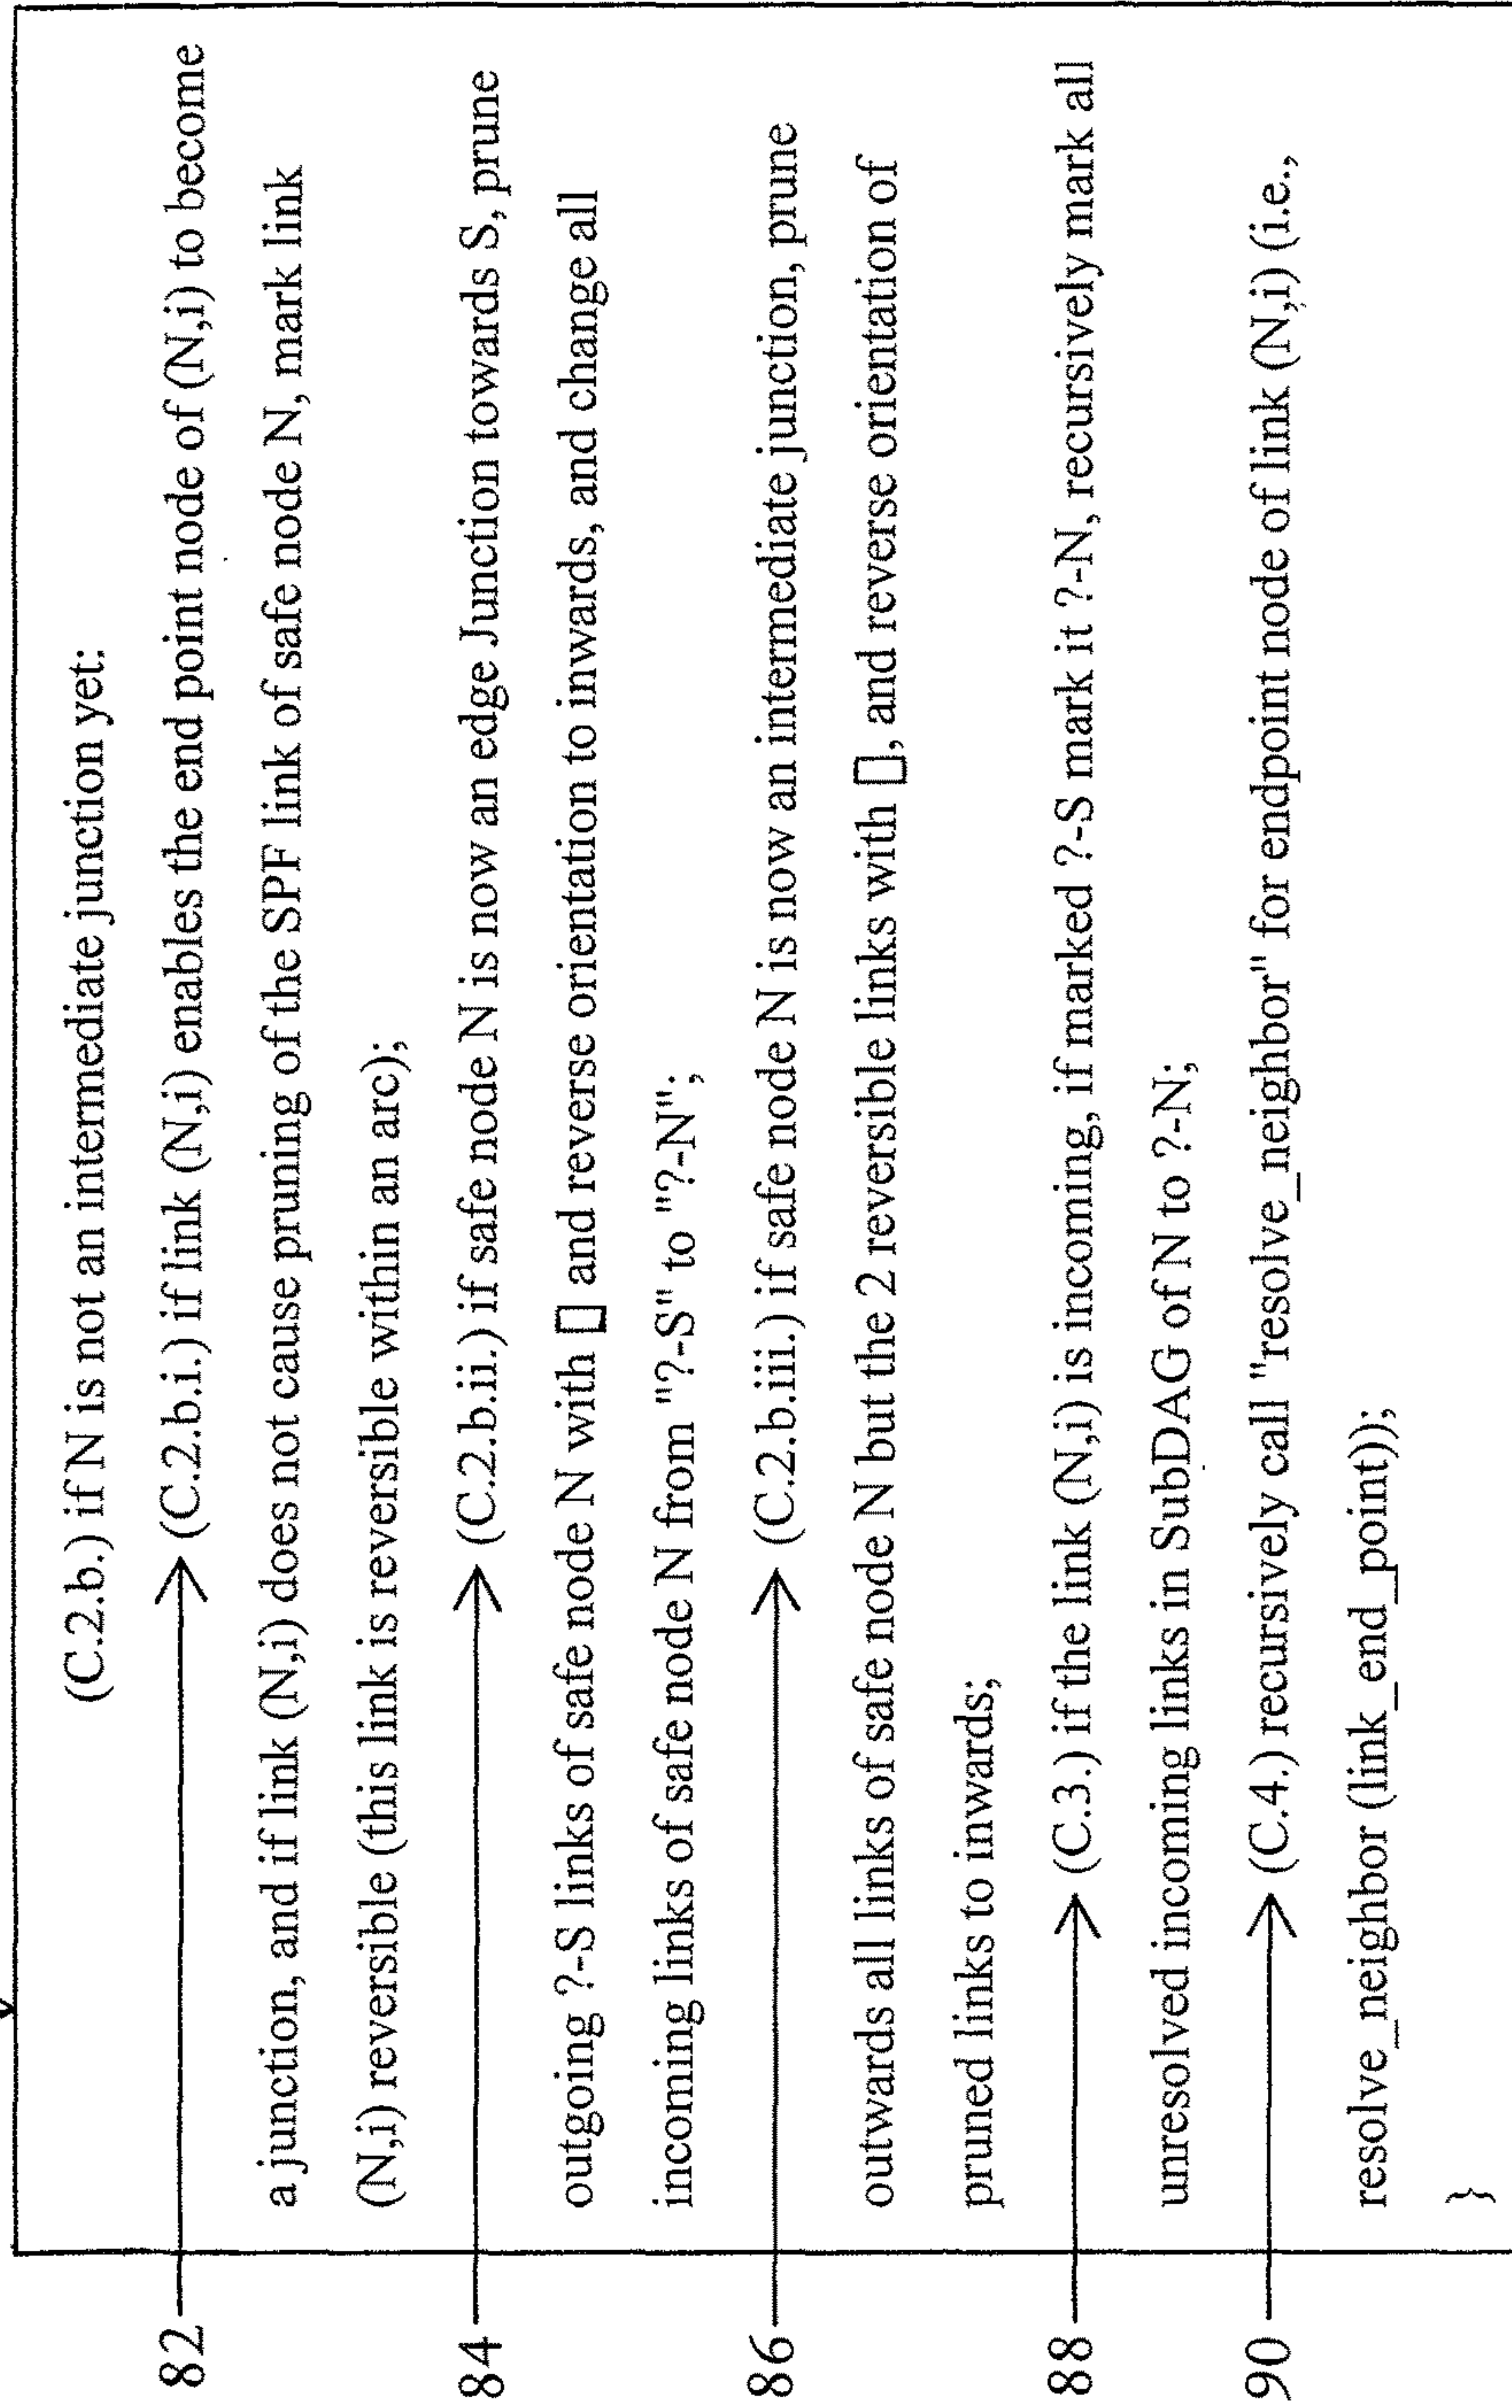 (C.2.b.) if N is not an intermediate junction yet:
82 (C.2.b.i.) if link (N,i) enables the end point node of (N,i) to become
a junction, and if link (N,i) does not cause pruning of the SPF link of safe node N, mark link
(N,i) reversible (this link is reversible within an arc);
84 (C.2.b.ii.) if safe node N is now an edge Junction towards S, prune
outgoing ?-S links of safe node N with [] and reverse orientation to inwards, and change all
incoming links of safe node N from "?-S" to "?-N";
86 (C.2.b.iii.) if safe node N is now an intermediate junction, prune
outwards all links of safe node N but the 2 reversible links with [], and reverse orientation of
pruned links to inwards;
88 (C.3.) if the link (N,i) is incoming, if marked ?-S mark it ?-N, recursively mark all
unresolved incoming links in SubDAG of N to ?-N;
90 (C.4.) recursively call "resolve_neighbor" for endpoint node of link (N,i) (i.e.,
resolve_neighbor (link_end_point));
}